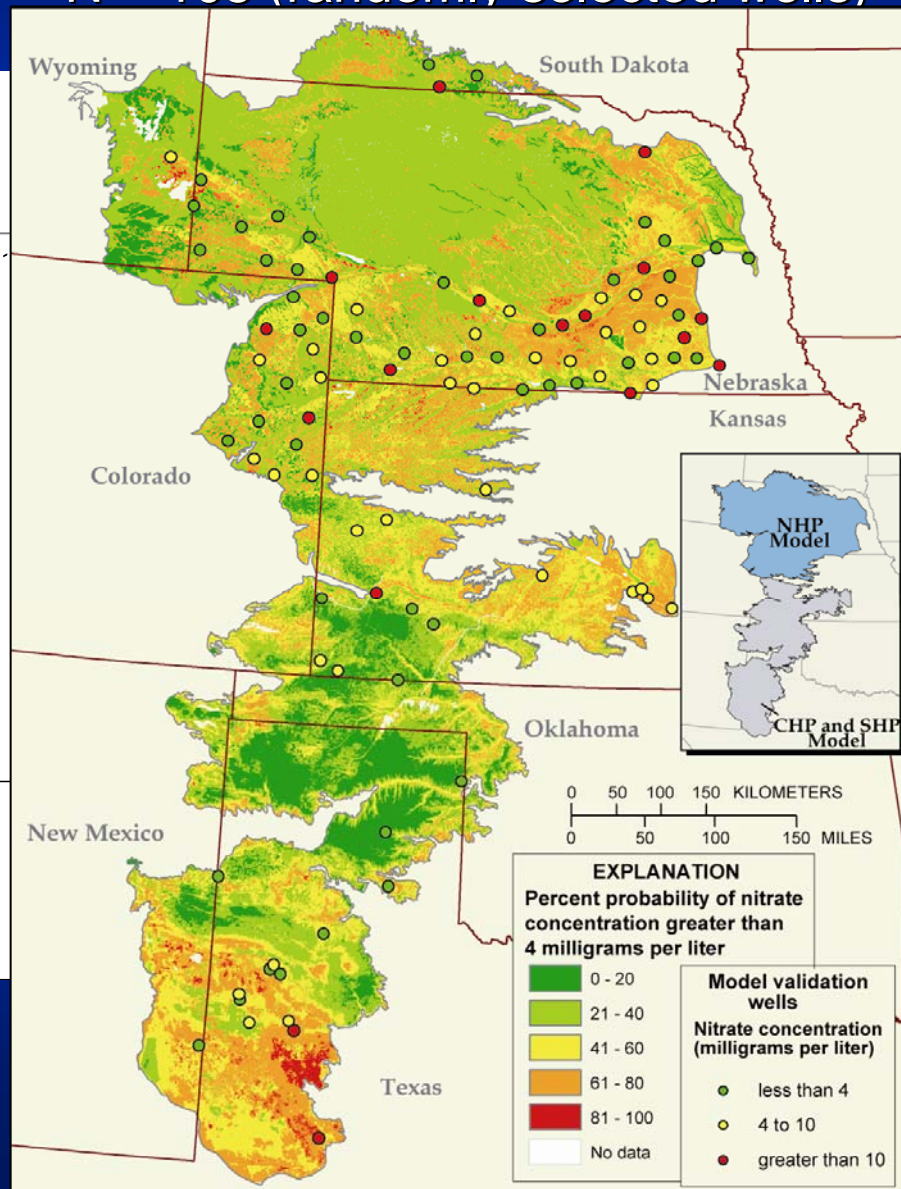 (randomly selected wells)
Wyoming
South Dakota
Nebraska
Kansas
Colorado
NHP
Model
CHP and SHP
Model
Oklahoma
New Mexico
Texas
0 50 100 150 KILOMETERS
0 50 100 150 MILES
EXPLANATION
Percent probability of nitrate
concentration greater than
4 milligrams per liter
0 - 20
21 - 40
41 - 60
61 - 80
81 - 100
No data
Model validation
wells
Nitrate concentration
(milligrams per liter)
less than 4
4 to 10
greater than 10